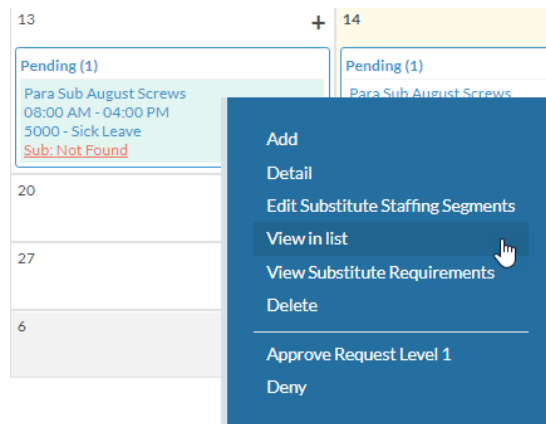 13
+
14
Pending (1)
Para Sub August Screws
08:00 AM - 04:00 PM
5000 - Sick Leave
Sub: Not Found
Pending (1)
Para Sub August Screws
20
27
6
Add
Detail
Edit Substitute Staffing Segments
View in list
View Substitute Requirements
Delete
Approve Request Level 1
Deny